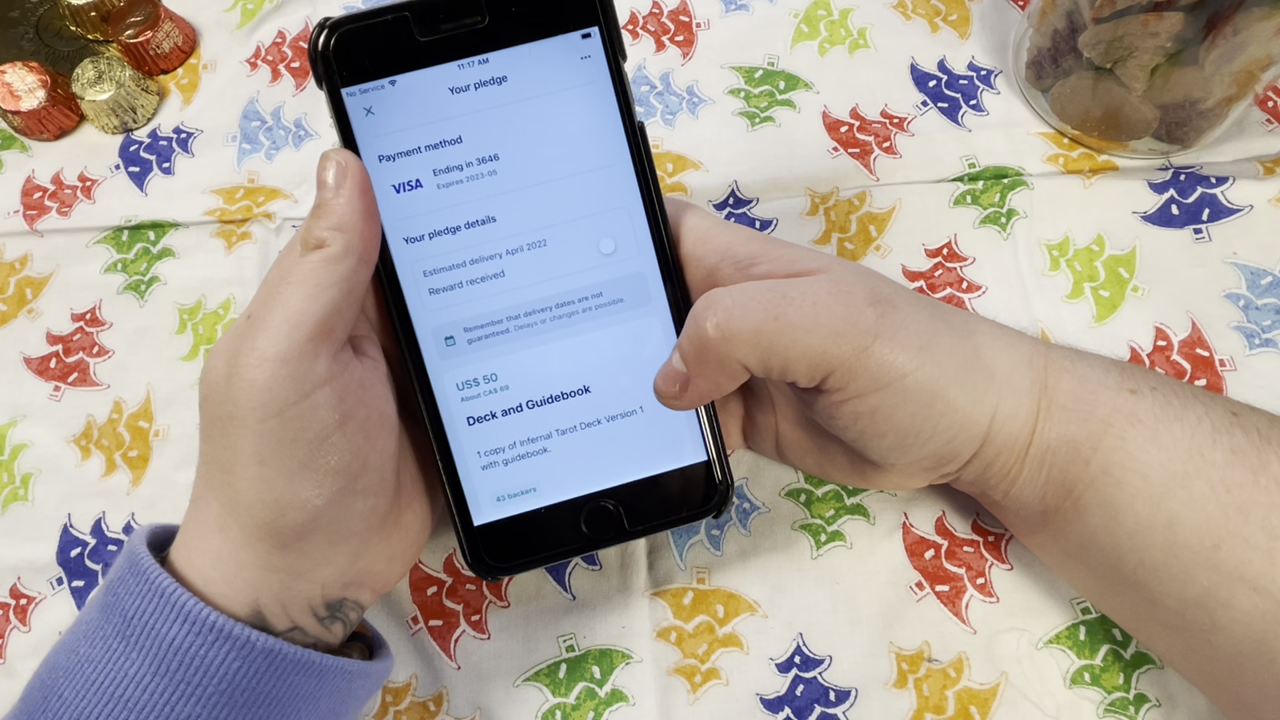 11:17 AM
No Service
Your pledge
Payment method
VISA
Ending in 3646
Expires 2023-05
Your pledge details
Estimated delivery April 2022
Reward received
Remember that delivery dates are not
guaranteed. Delays or changes are possible.
US$ 50
About CA$ 69
Deck and Guidebook
1 copy of Infernal Tarot Deck Version 1
with guidebook.
43 backers